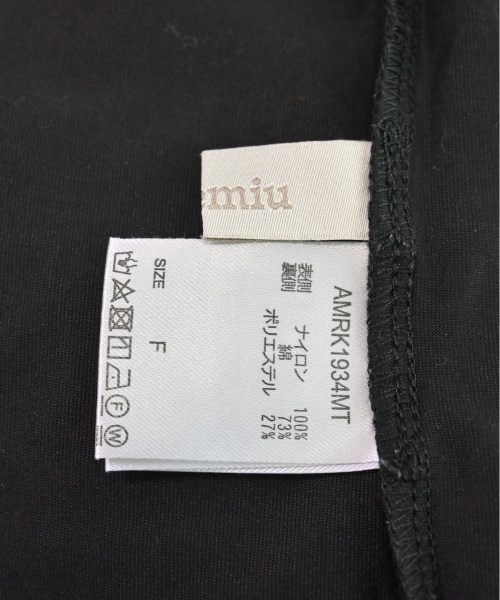 emiu
AMRK1934MT
表側 ナイロン 100%
裏側 綿 73%
ポリエステル 27%
SIZE F
F
W